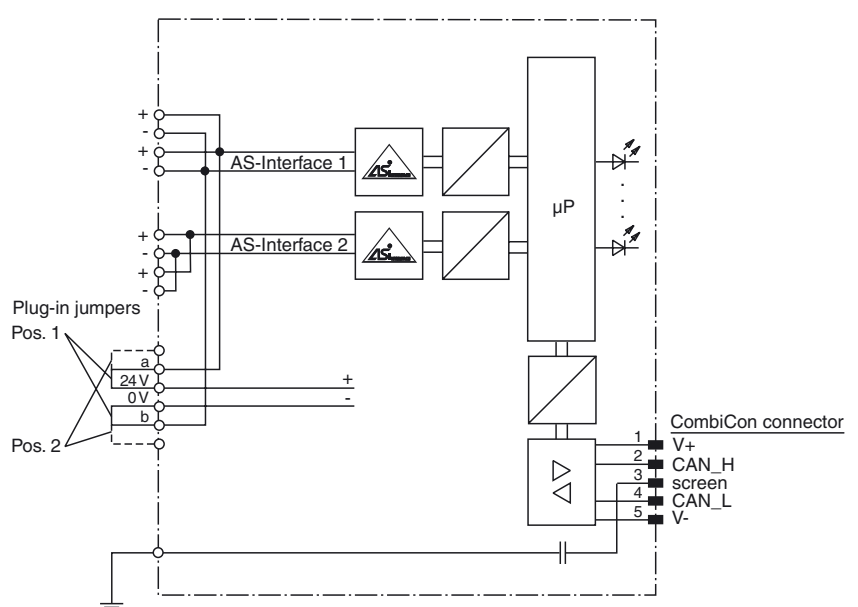 +
-
+
-
AS-Interface 1
+
-
+
-
AS-Interface 2
µP
Plug-in jumpers
Pos. 1
Pos. 2
a
24 V
0 V
b
+
-
CombiCon connector
1 V+
2 CAN_H
3 screen
4 CAN_L
5 V-